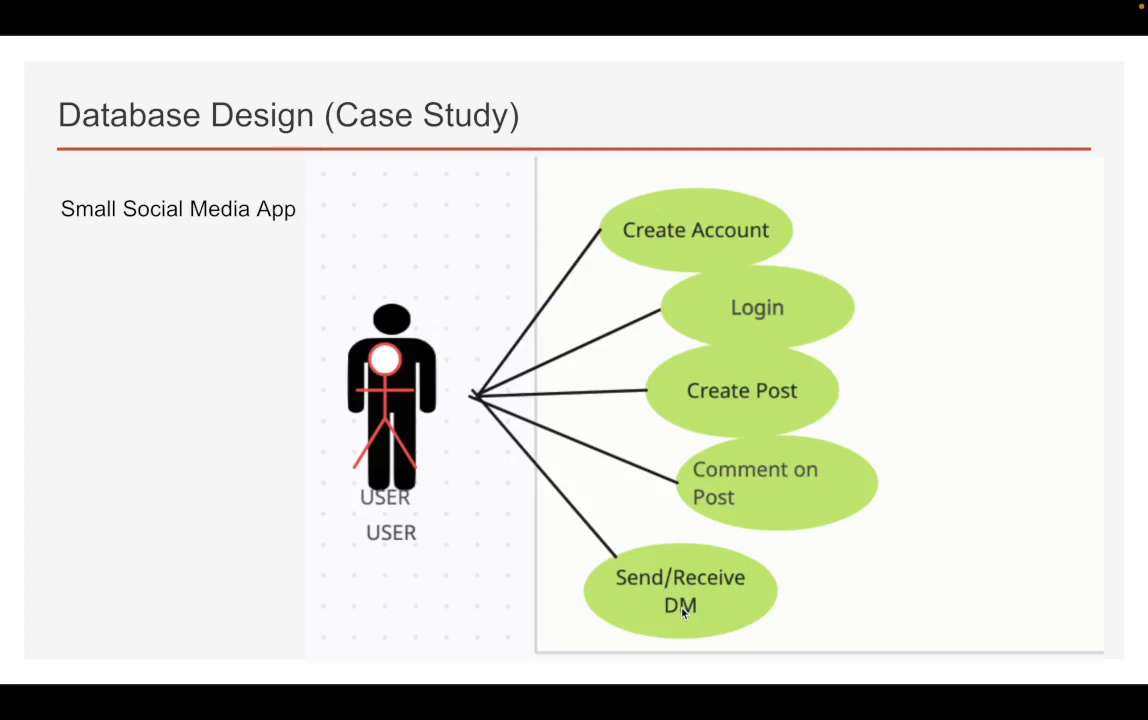 Database Design (Case Study)
Small Social Media App
Create Account
Login
Create Post
Comment on
Post
Send/Receive
DM
USER
USER